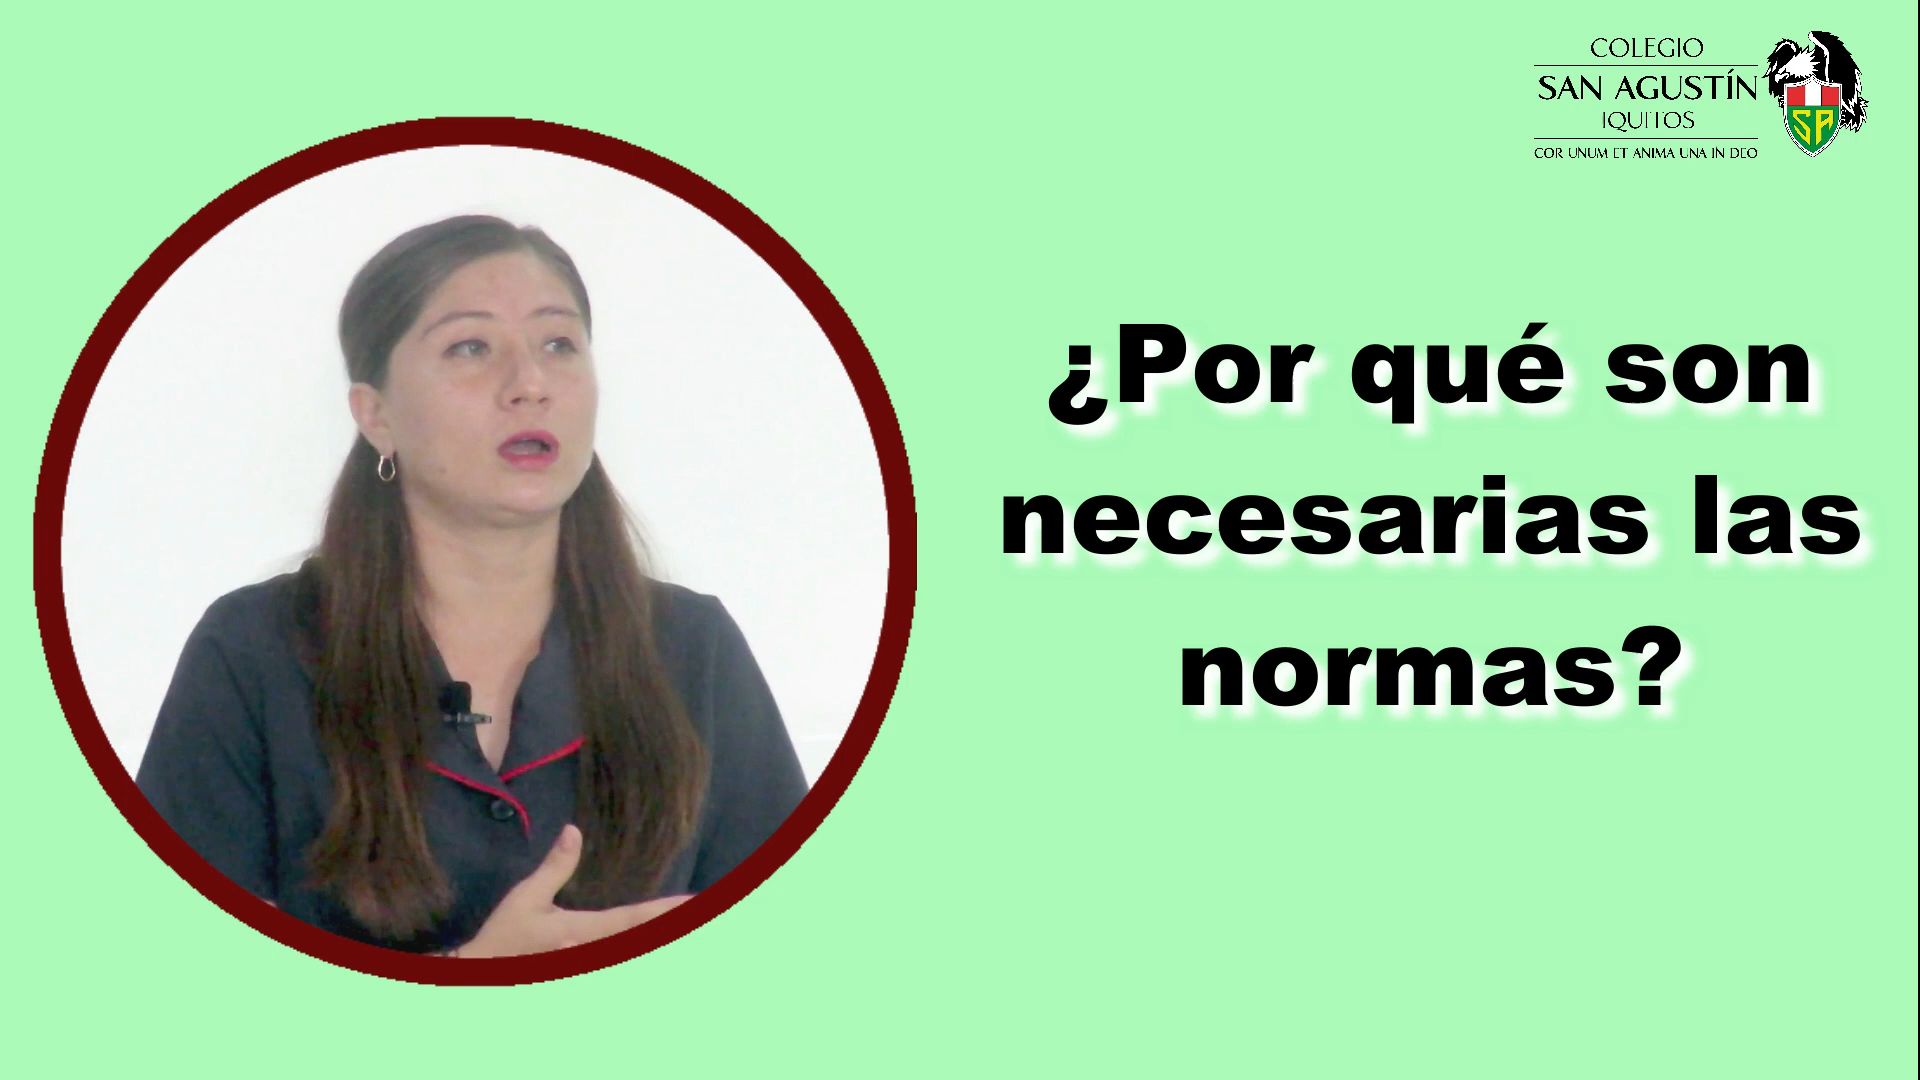 COLEGIO
SAN AGUSTÍN
IQUITOS
COR UNUM ET ANIMA UNA IN DEO
SA
¿Por qué son
necesarias las
normas?